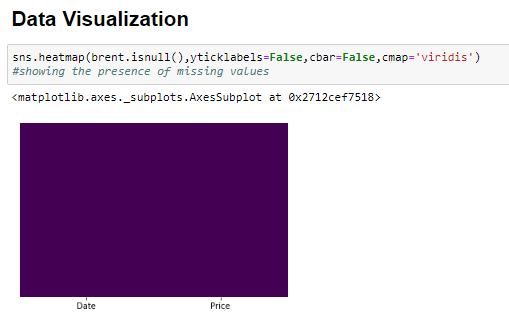 Data Visualization
sns.heatmap(brent.isnull(),yticklabels=False,cbar=False,cmap='viridis')
#showing the presence of missing values
<matplotlib.axes._subplots.AxesSubplot at 0x2712cef7518>
Date Price